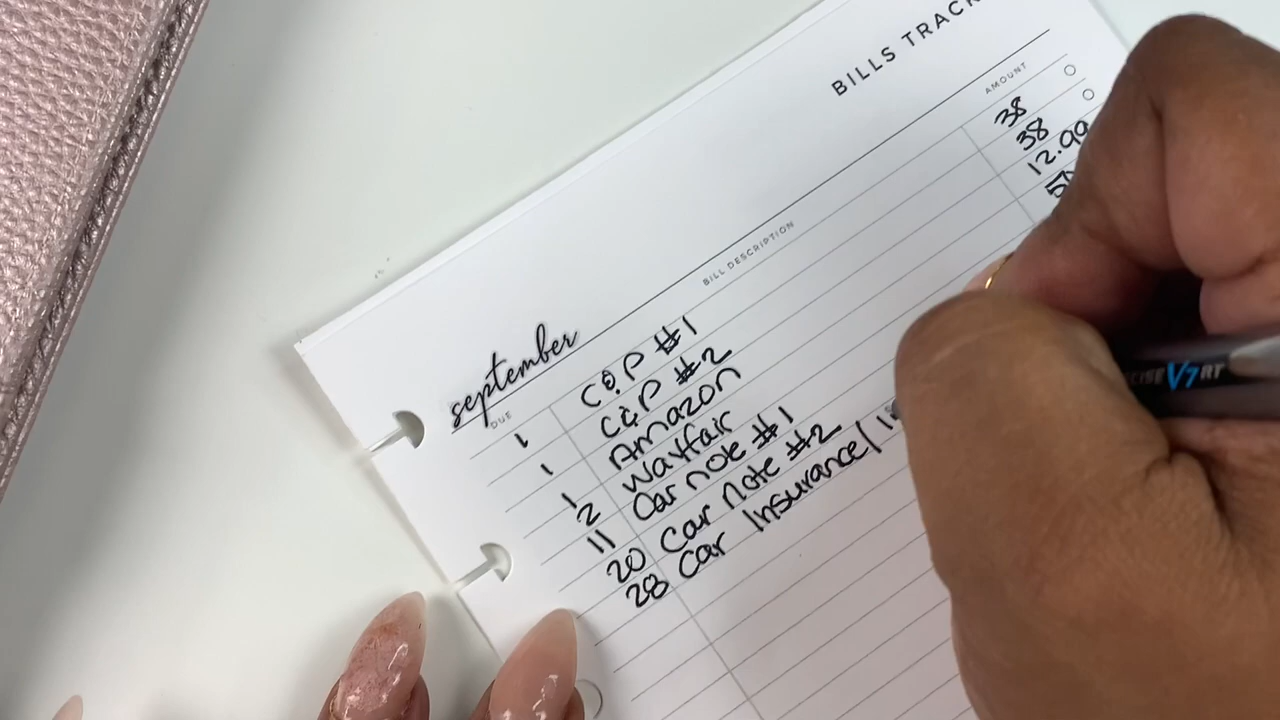 BILLS TRACK
september
DUE BILL DESCRIPTION AMOUNT
1 C&P #1 38
1 C&P #2 38
1 Amazon 12.99
2 Wayfair
11 Car note #1
20 Car note #2
28 Car Insurance/
V7 RT